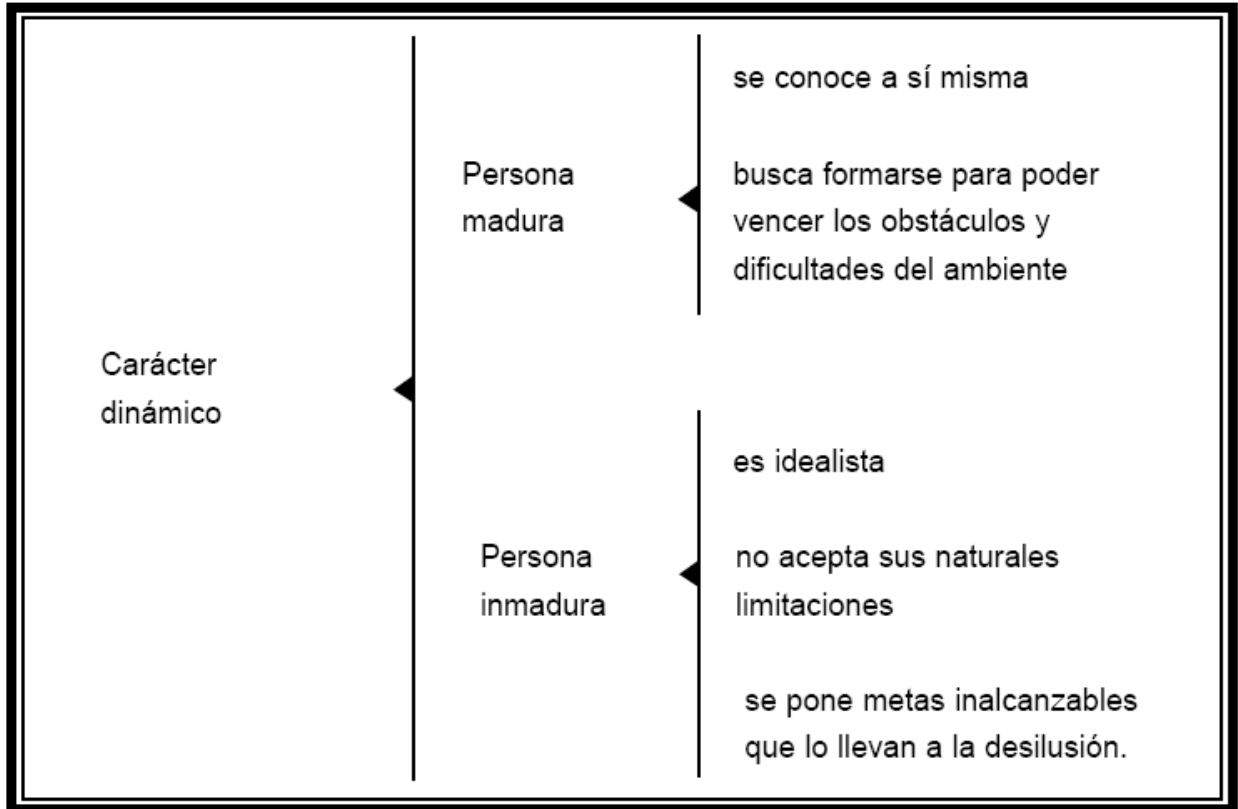 Carácter
dinámico
Persona
madura
se conoce a sí misma
busca formarse para poder
vencer los obstáculos y
dificultades del ambiente
Persona
inmadura
es idealista
no acepta sus naturales
limitaciones
se pone metas inalcanzables
que lo llevan a la desilusión.